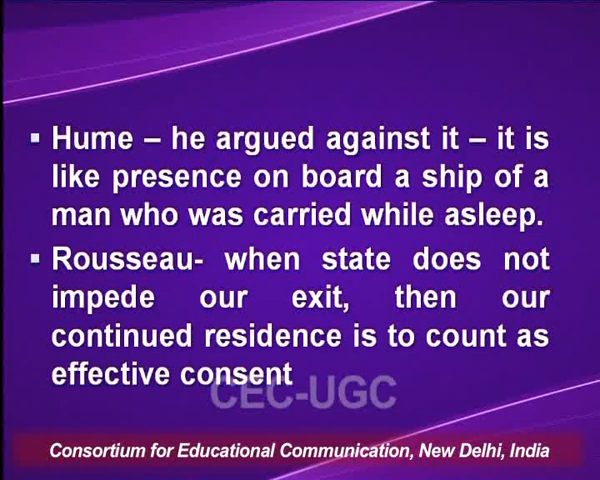 ▪ Hume – he argued against it – it is
like presence on board a ship of a
man who was carried while asleep.
▪ Rousseau- when state does not
impede our exit, then our
continued residence is to count as
effective consent
CEC-UGC
Consortium for Educational Communication, New Delhi, India